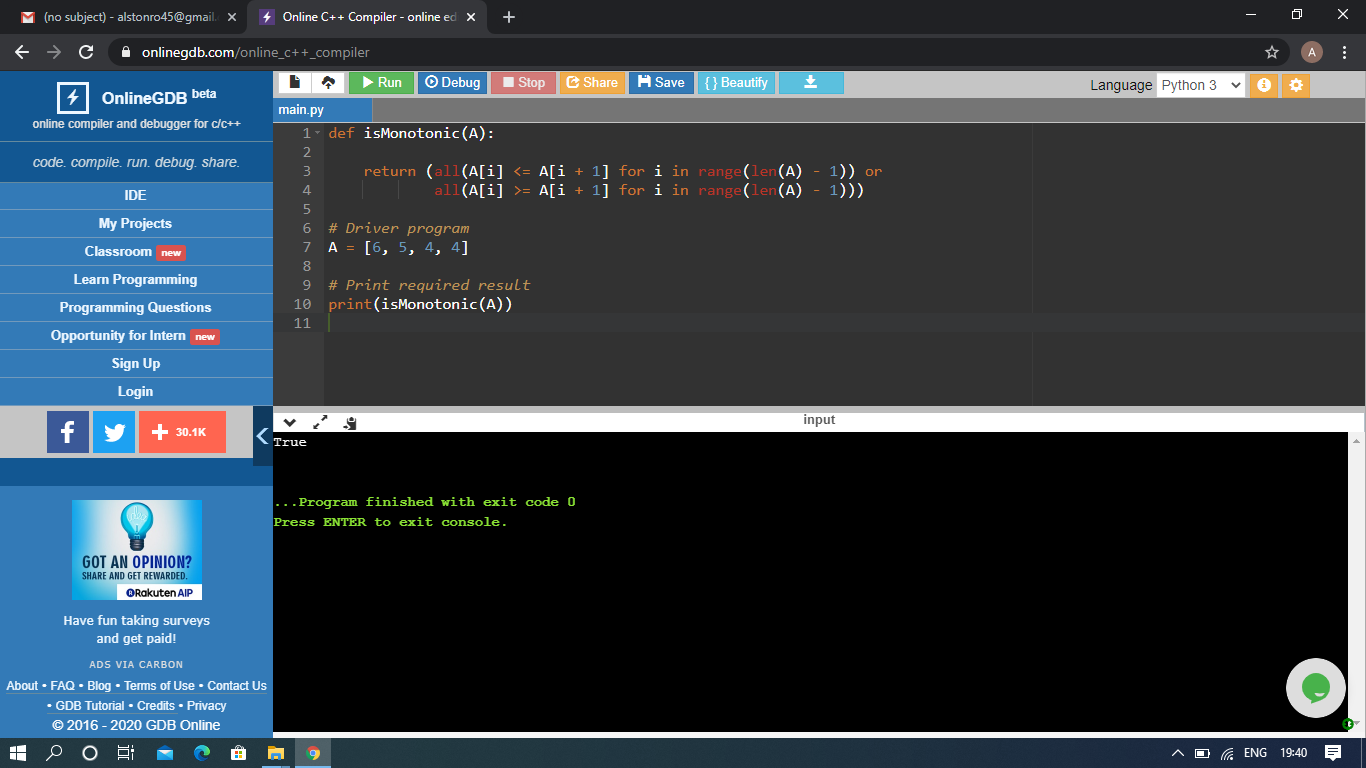 (no subject) - alstonro45@gmail.
Online C++ Compiler - online ed
onlinegdb.com/online_c++_compiler
A
OnlineGDB beta
online compiler and debugger for c/c++
code. compile. run. debug. share.
IDE
My Projects
Classroom new
Learn Programming
Programming Questions
Opportunity for Intern new
Sign Up
Login
f
30.1K
GOT AN OPINION?
SHARE AND GET REWARDED.
Rakuten AIP
Have fun taking surveys
and get paid!
ADS VIA CARBON
About • FAQ • Blog • Terms of Use • Contact Us
• GDB Tutorial • Credits • Privacy
© 2016 - 2020 GDB Online
Run Debug Stop Share Save { } Beautify
Language Python 3
main.py
1 def isMonotonic(A):
2
3 return (all(A[i] <= A[i + 1] for i in range(len(A) - 1)) or
4 all(A[i] >= A[i + 1] for i in range(len(A) - 1)))
5
6 # Driver program
7 A = [6, 5, 4, 4]
8
9 # Print required result
10 print(isMonotonic(A))
11
input
True
...Program finished with exit code 0
Press ENTER to exit console.
ENG 19:40